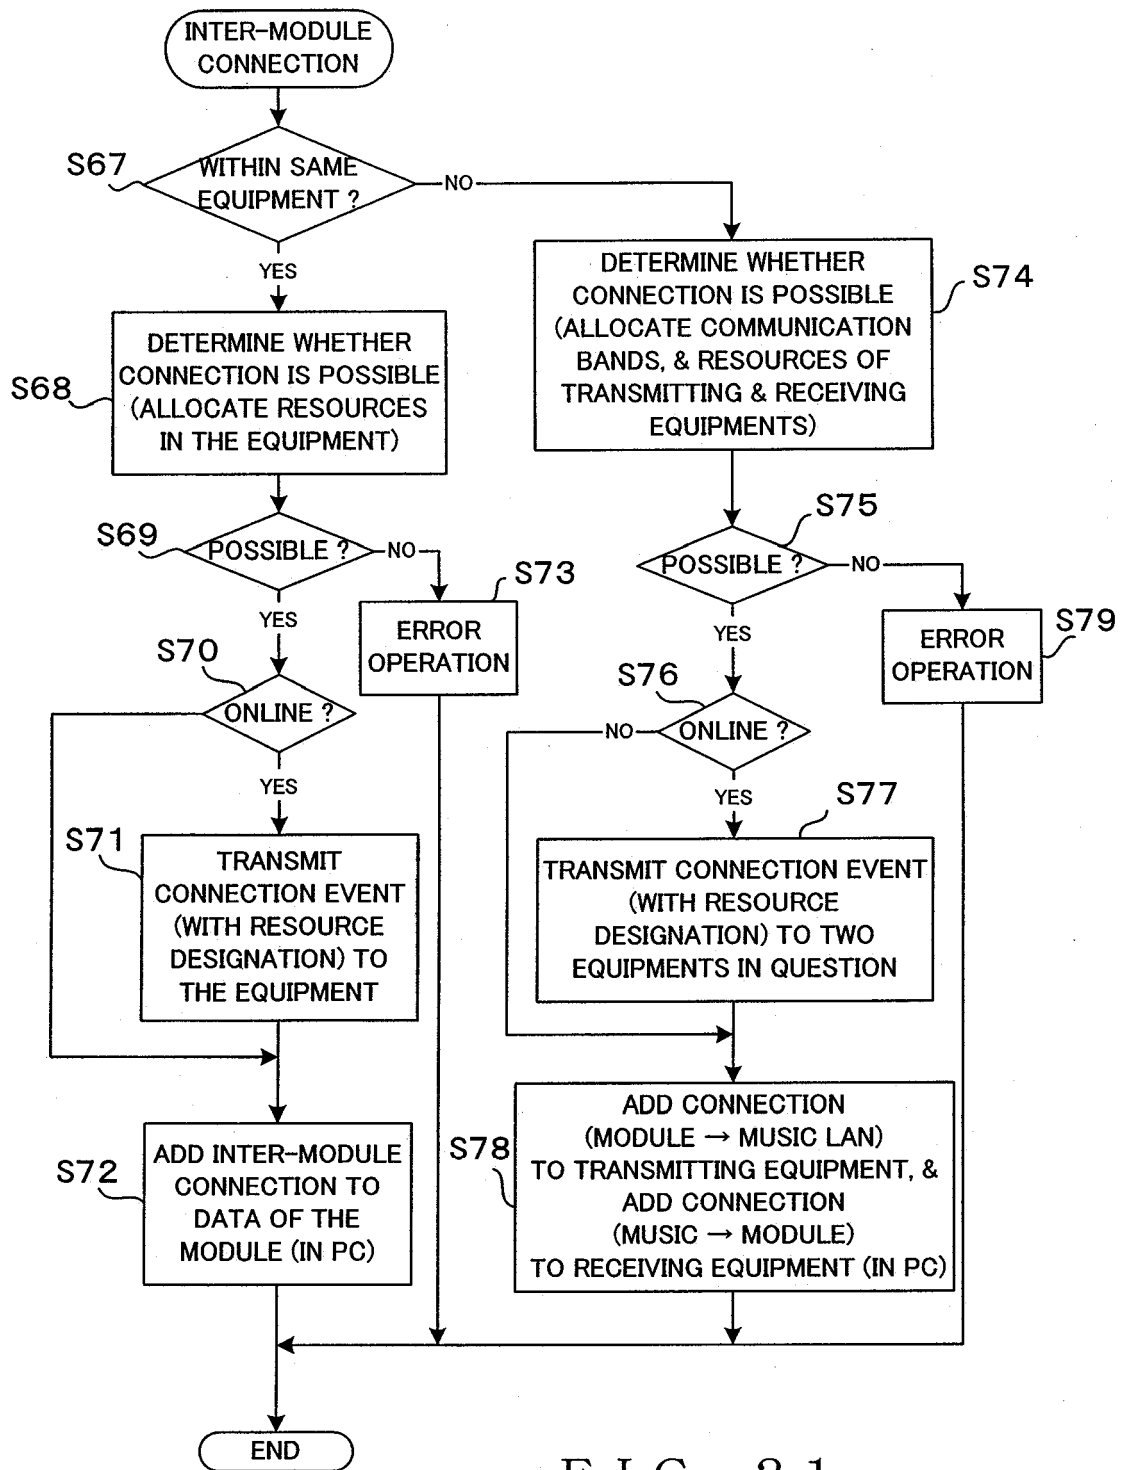 INTER-MODULE
CONNECTION
S67
WITHIN SAME
EQUIPMENT ?
NO
YES
S68
DETERMINE WHETHER
CONNECTION IS POSSIBLE
(ALLOCATE RESOURCES
IN THE EQUIPMENT)
S69
POSSIBLE ?
NO
YES
S73
ERROR
OPERATION
S70
ONLINE ?
YES
S71
TRANSMIT
CONNECTION EVENT
(WITH RESOURCE
DESIGNATION) TO
THE EQUIPMENT
S72
ADD INTER-MODULE
CONNECTION TO
DATA OF THE
MODULE (IN PC)
S74
DETERMINE WHETHER
CONNECTION IS POSSIBLE
(ALLOCATE COMMUNICATION
BANDS, & RESOURCES OF
TRANSMITTING & RECEIVING
EQUIPMENTS)
S75
POSSIBLE ?
NO
YES
S79
ERROR
OPERATION
S76
ONLINE ?
NO
YES
S77
TRANSMIT CONNECTION EVENT
(WITH RESOURCE
DESIGNATION) TO TWO
EQUIPMENTS IN QUESTION
S78
ADD CONNECTION
(MODULE → MUSIC LAN)
TO TRANSMITTING EQUIPMENT, &
ADD CONNECTION
(MUSIC → MODULE)
TO RECEIVING EQUIPMENT (IN PC)
END
FIG. 31